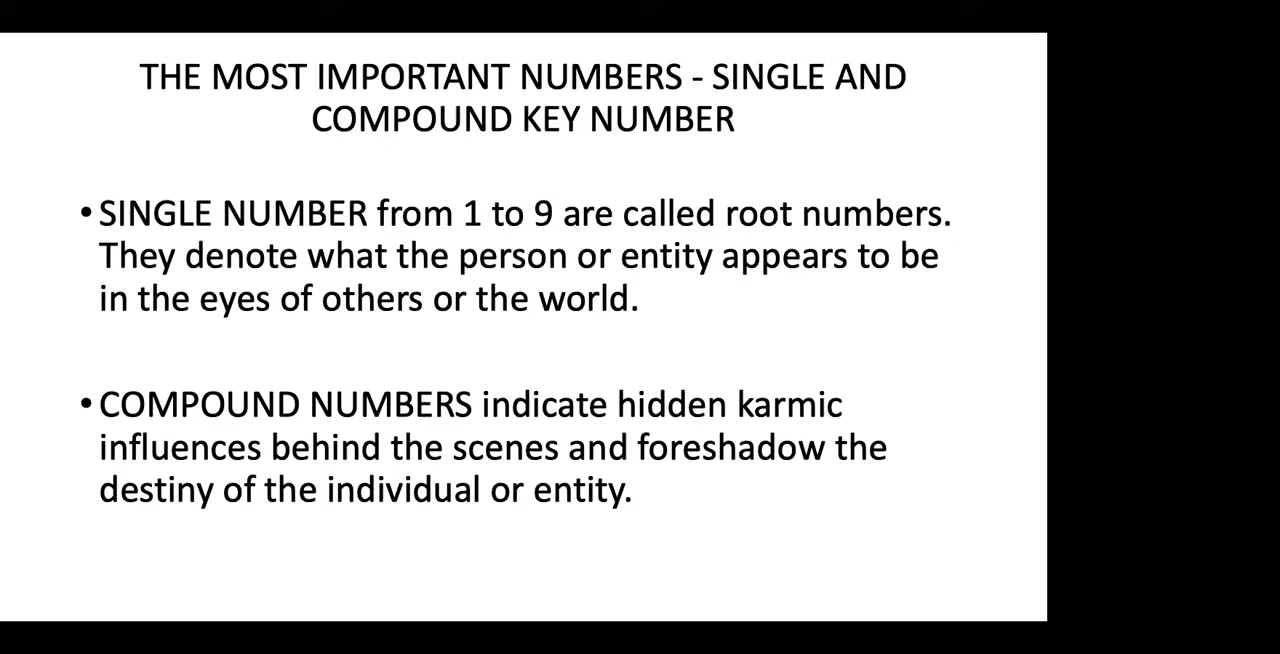 THE MOST IMPORTANT NUMBERS - SINGLE AND
COMPOUND KEY NUMBER
• SINGLE NUMBER from 1 to 9 are called root numbers.
They denote what the person or entity appears to be
in the eyes of others or the world.
• COMPOUND NUMBERS indicate hidden karmic
influences behind the scenes and foreshadow the
destiny of the individual or entity.